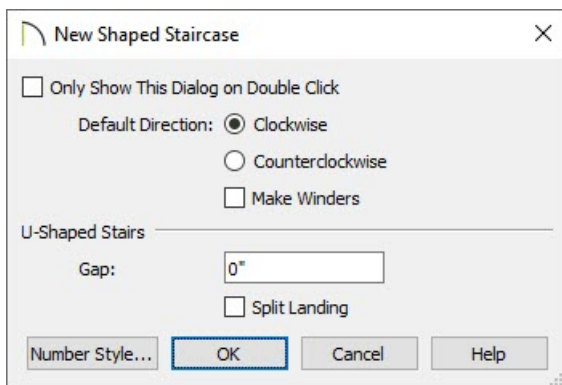 New Shaped Staircase
Only Show This Dialog on Double Click
Default Direction: Clockwise
Counterclockwise
Make Winders
U-Shaped Stairs
Gap: 0"
Split Landing
Number Style... OK Cancel Help